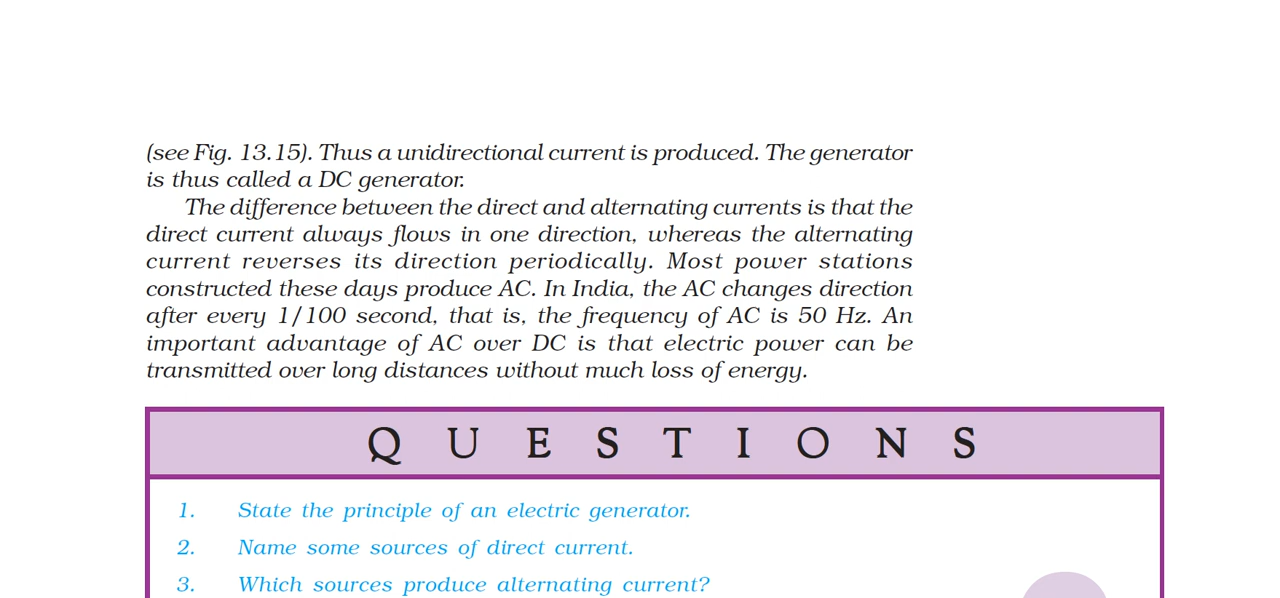 (see Fig. 13.15). Thus a unidirectional current is produced. The generator
is thus called a DC generator.
The difference between the direct and alternating currents is that the
direct current always flows in one direction, whereas the alternating
current reverses its direction periodically. Most power stations
constructed these days produce AC. In India, the AC changes direction
after every 1/100 second, that is, the frequency of AC is 50 Hz. An
important advantage of AC over DC is that electric power can be
transmitted over long distances without much loss of energy.
QUESTIONS
1. State the principle of an electric generator.
2. Name some sources of direct current.
3. Which sources produce alternating current?